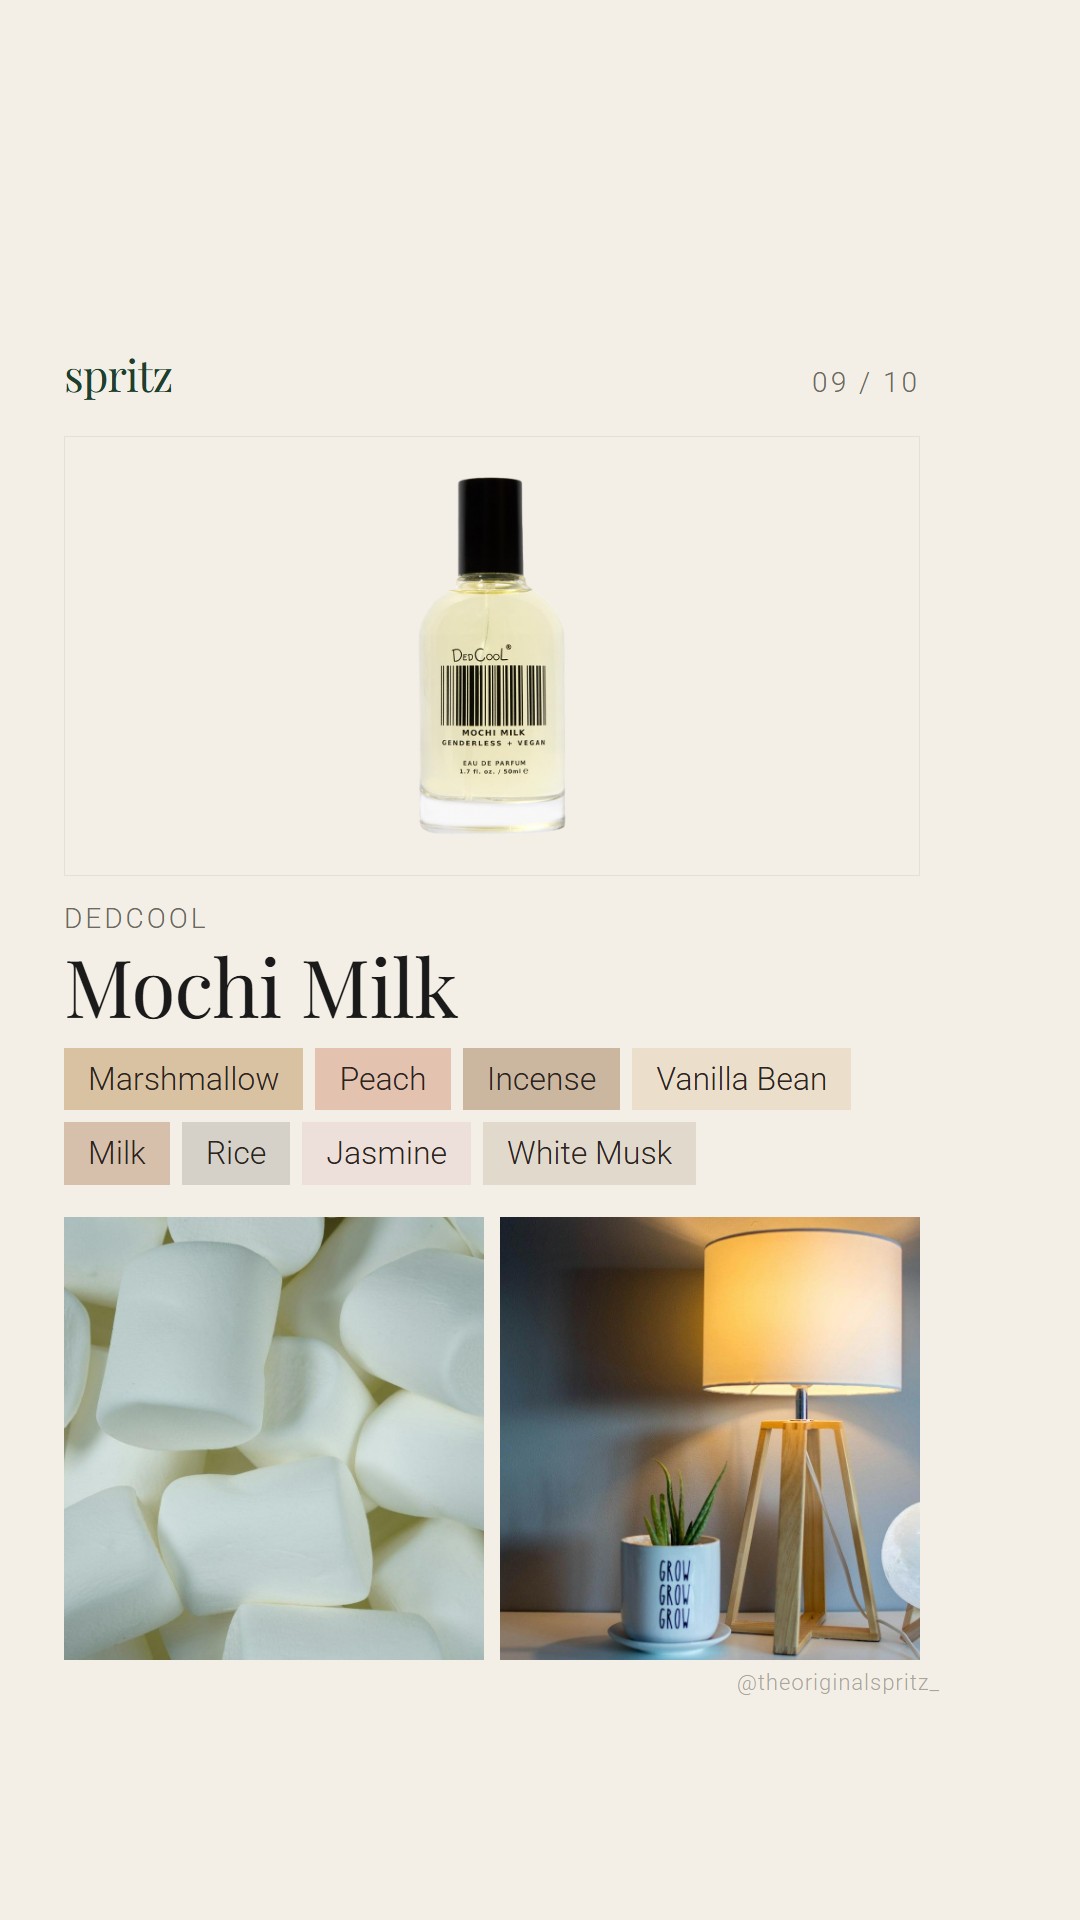 spritz
09 / 10
DedCool®
MOCHI MILK
GENDERLESS + VEGAN
EAU DE PARFUM
1.7 fl. oz. / 50ml ℮
DEDCOOL
Mochi Milk
Marshmallow Peach Incense Vanilla Bean
Milk Rice Jasmine White Musk
GROW
GROW
GROW
@theoriginalspritz_